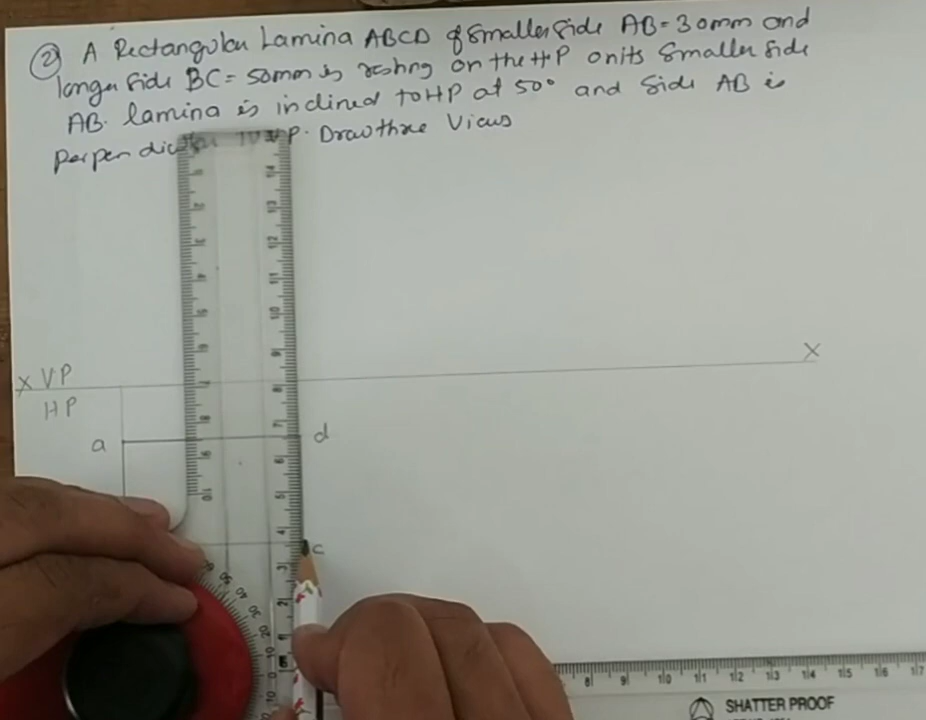 ② A Rectangular Lamina ABCD of Smaller Side AB = 30mm and
longer side BC = 50mm is resting on the HP on its smaller side
AB. lamina is inclined to HP at 50° and Side AB is
VP. Draw three Views
X VP
X
HP
a
d
c
SHATTER PROOF